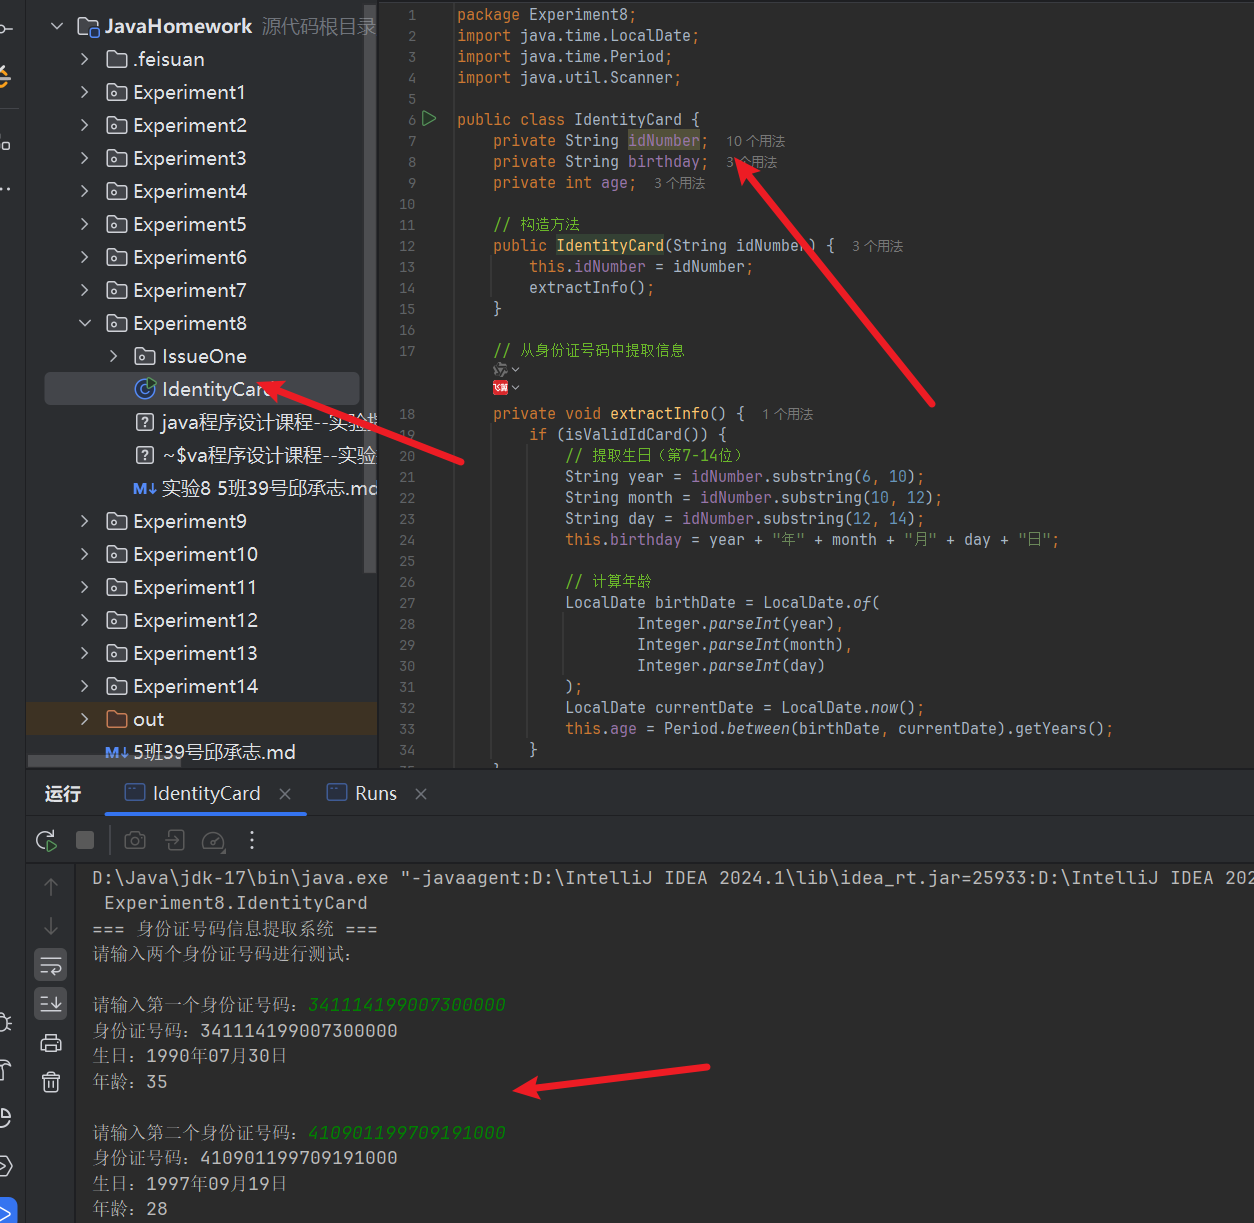 JavaHomework 源代码根目录
.feisuan
Experiment1
Experiment2
Experiment3
Experiment4
Experiment5
Experiment6
Experiment7
Experiment8
IssueOne
IdentityCard
java程序设计课程--实验
~$va程序设计课程--实验
M↓ 实验8 5班39号邱承志.md
Experiment9
Experiment10
Experiment11
Experiment12
Experiment13
Experiment14
out
M↓ 5班39号邱承志.md
1 package Experiment8;
2 import java.time.LocalDate;
3 import java.time.Period;
4 import java.util.Scanner;
5
6 public class IdentityCard {
7 private String idNumber; 10 个用法
8 private String birthday; 3 个用法
9 private int age; 3 个用法
10
11 // 构造方法
12 public IdentityCard(String idNumber) { 3 个用法
13 this.idNumber = idNumber;
14 extractInfo();
15 }
16
17 // 从身份证号码中提取信息
飞算
18 private void extractInfo() { 1 个用法
19 if (isValidIdCard()) {
20 // 提取生日（第7-14位）
21 String year = idNumber.substring(6, 10);
22 String month = idNumber.substring(10, 12);
23 String day = idNumber.substring(12, 14);
24 this.birthday = year + "年" + month + "月" + day + "日";
25
26 // 计算年龄
27 LocalDate birthDate = LocalDate.of(
28 Integer.parseInt(year),
29 Integer.parseInt(month),
30 Integer.parseInt(day)
31 );
32 LocalDate currentDate = LocalDate.now();
33 this.age = Period.between(birthDate, currentDate).getYears();
34 }
运行 IdentityCard Runs
D:\Java\jdk-17\bin\java.exe "-javaagent:D:\IntelliJ IDEA 2024.1\lib\idea_rt.jar=25933:D:\IntelliJ IDEA 202
Experiment8.IdentityCard
=== 身份证号码信息提取系统 ===
请输入两个身份证号码进行测试:
请输入第一个身份证号码: 341114199007300000
身份证号码: 341114199007300000
生日: 1990年07月30日
年龄: 35
请输入第二个身份证号码: 410901199709191000
身份证号码: 410901199709191000
生日: 1997年09月19日
年龄: 28